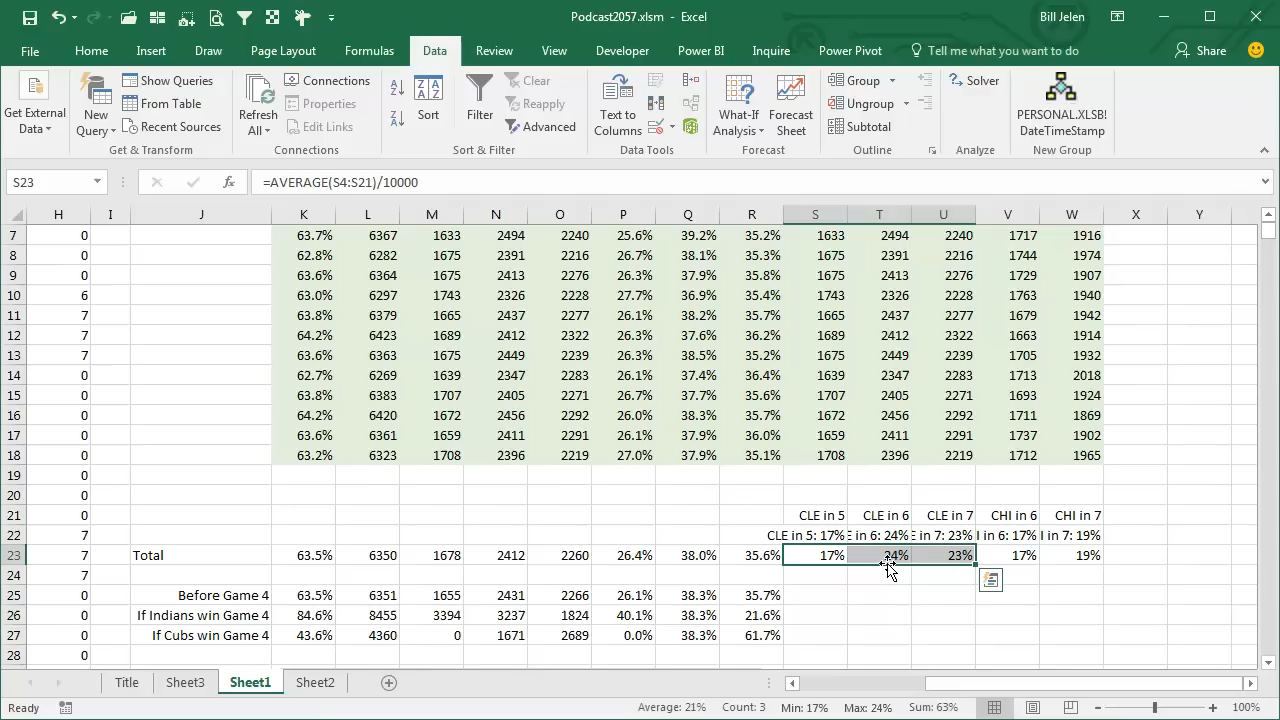 Podcast2057.xlsm - Excel
Bill Jelen
File Home Insert Draw Page Layout Formulas Data Review View Developer Power BI Inquire Power Pivot Tell me what you want to do Share
Get External Data
New Query
Show Queries
From Table
Recent Sources
Get & Transform
Refresh All
Connections
Properties
Edit Links
Connections
Sort
Filter
Clear
Reapply
Advanced
Sort & Filter
Text to Columns
Data Tools
What-If Analysis
Forecast Sheet
Forecast
Group
Ungroup
Subtotal
Outline
Solver
Analyze
PERSONAL.XLSB! DateTimeStamp
New Group
S23 fx =AVERAGE(S4:S21)/10000
H I J K L M N O P Q R S T U V W X Y
7 0 63.7% 6367 1633 2494 2240 25.6% 39.2% 35.2% 1633 2494 2240 1717 1916
8 0 62.8% 6282 1675 2391 2216 26.7% 38.1% 35.3% 1675 2391 2216 1744 1974
9 0 63.6% 6364 1675 2413 2276 26.3% 37.9% 35.8% 1675 2413 2276 1729 1907
10 6 63.0% 6297 1743 2326 2228 27.7% 36.9% 35.4% 1743 2326 2228 1763 1940
11 7 63.8% 6379 1665 2437 2277 26.1% 38.2% 35.7% 1665 2437 2277 1679 1942
12 7 64.2% 6423 1689 2412 2322 26.3% 37.6% 36.2% 1689 2412 2322 1663 1914
13 7 63.6% 6363 1675 2449 2239 26.3% 38.5% 35.2% 1675 2449 2239 1705 1932
14 0 62.7% 6269 1639 2347 2283 26.1% 37.4% 36.4% 1639 2347 2283 1713 2018
15 0 63.8% 6383 1707 2405 2271 26.7% 37.7% 35.6% 1707 2405 2271 1693 1924
16 0 64.2% 6420 1672 2456 2292 26.0% 38.3% 35.7% 1672 2456 2292 1711 1869
17 0 63.6% 6361 1659 2411 2291 26.1% 37.9% 36.0% 1659 2411 2291 1737 1902
18 0 63.2% 6323 1708 2396 2219 27.0% 37.9% 35.1% 1708 2396 2219 1712 1965
19 0
20 0
21 0 CLE in 5 CLE in 6 CLE in 7 CHI in 6 CHI in 7
22 7 CLE in 5: 17% E in 6: 24% E in 7: 23% I in 6: 17% I in 7: 19%
23 7 Total 63.5% 6350 1678 2412 2260 26.4% 38.0% 35.6% 17% 24% 23% 17% 19%
24 7
25 0 Before Game 4 63.5% 6351 1655 2431 2266 26.1% 38.3% 35.7%
26 0 If Indians win Game 4 84.6% 8455 3394 3237 1824 40.1% 38.3% 21.6%
27 0 If Cubs win Game 4 43.6% 4360 0 1671 2689 0.0% 38.3% 61.7%
28 0
Title Sheet3 Sheet1 Sheet2
Ready Average: 21% Count: 3 Min: 17% Max: 24% Sum: 63% 100%